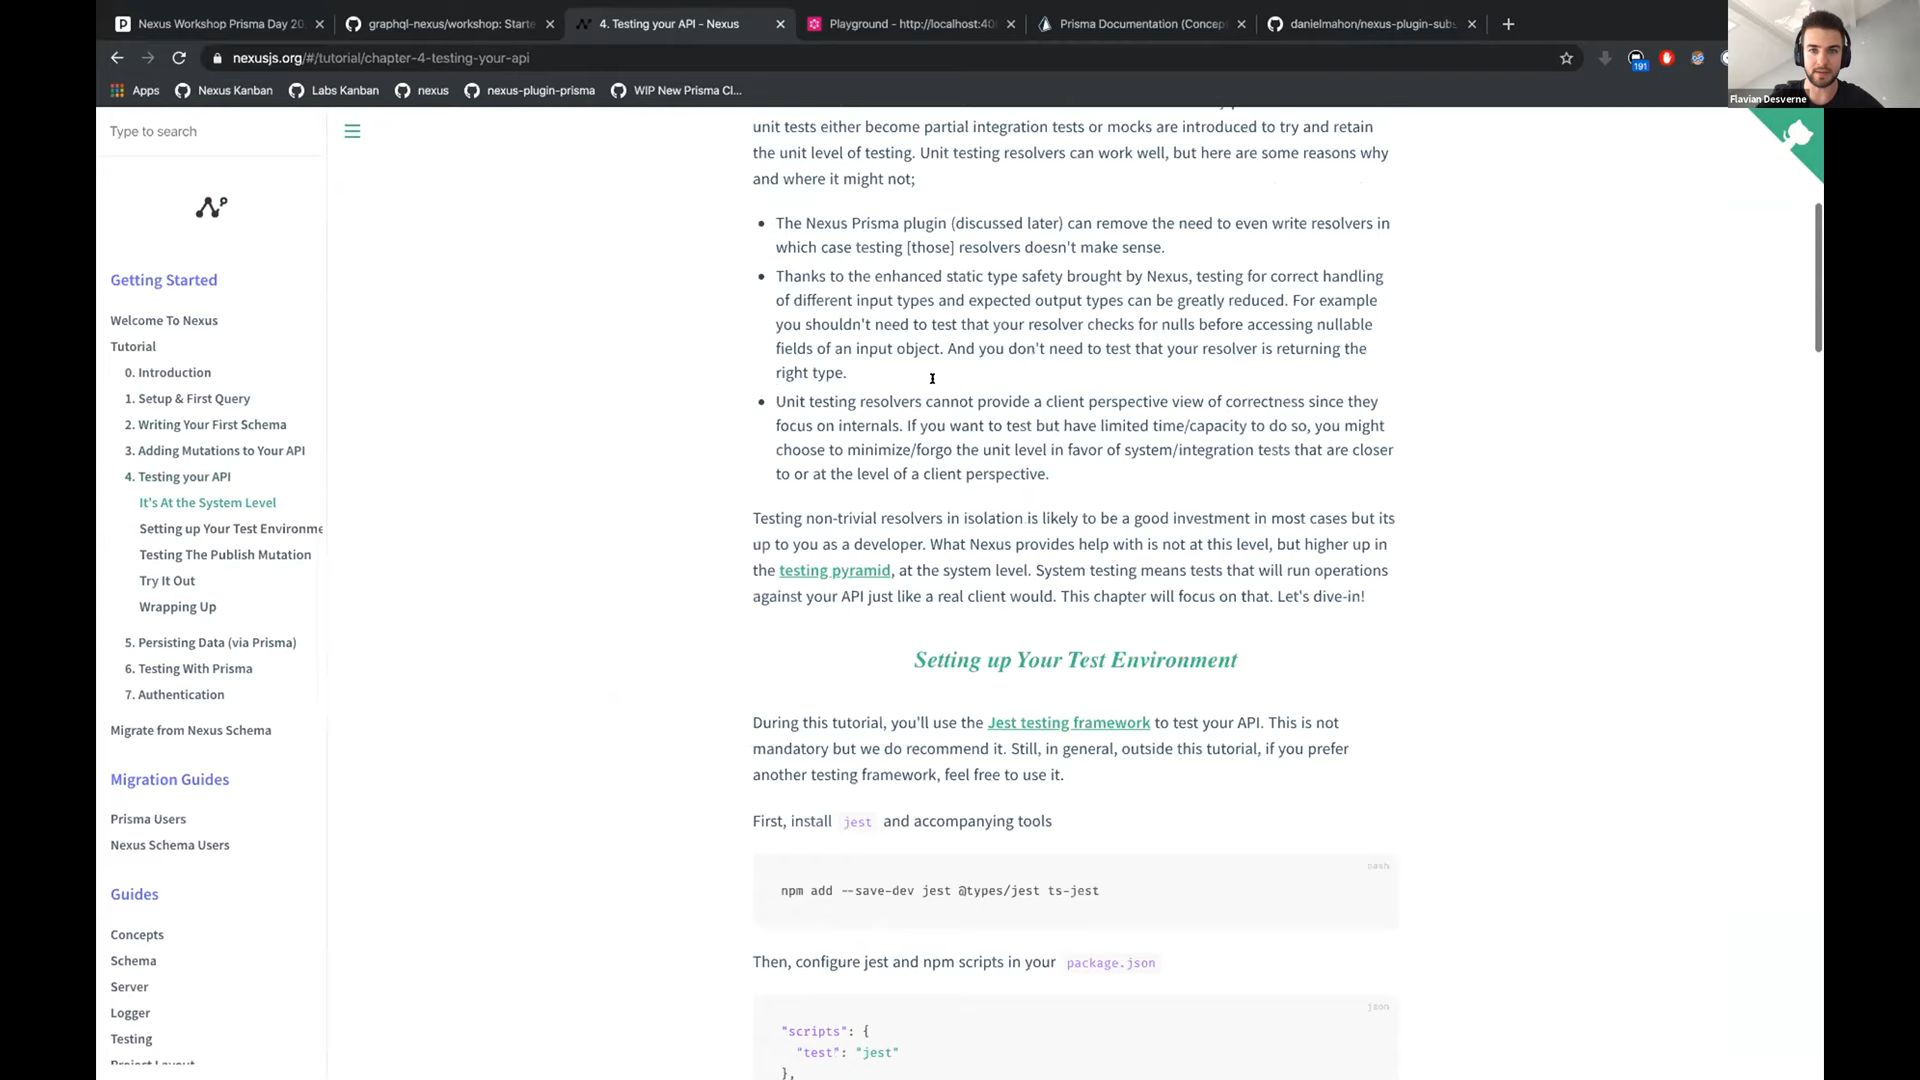 Nexus Workshop Prisma Day 20
graphql-nexus/workshop: Starte
4. Testing your API - Nexus
Playground - http://localhost:40
Prisma Documentation (Concep
danielmahon/nexus-plugin-subs
nexusjs.org/#/tutorial/chapter-4-testing-your-api
191
Apps
Nexus Kanban
Labs Kanban
nexus
nexus-plugin-prisma
WIP New Prisma Cl...
Flavian Desverne
Type to search
Getting Started
Welcome To Nexus
Tutorial
0. Introduction
1. Setup & First Query
2. Writing Your First Schema
3. Adding Mutations to Your API
4. Testing your API
It's At the System Level
Setting up Your Test Environme
Testing The Publish Mutation
Try It Out
Wrapping Up
5. Persisting Data (via Prisma)
6. Testing With Prisma
7. Authentication
Migrate from Nexus Schema
Migration Guides
Prisma Users
Nexus Schema Users
Guides
Concepts
Schema
Server
Logger
Testing
Project Layout
unit tests either become partial integration tests or mocks are introduced to try and retain
the unit level of testing. Unit testing resolvers can work well, but here are some reasons why
and where it might not;
• The Nexus Prisma plugin (discussed later) can remove the need to even write resolvers in
which case testing [those] resolvers doesn't make sense.
• Thanks to the enhanced static type safety brought by Nexus, testing for correct handling
of different input types and expected output types can be greatly reduced. For example
you shouldn't need to test that your resolver checks for nulls before accessing nullable
fields of an input object. And you don't need to test that your resolver is returning the
right type.
• Unit testing resolvers cannot provide a client perspective view of correctness since they
focus on internals. If you want to test but have limited time/capacity to do so, you might
choose to minimize/forgo the unit level in favor of system/integration tests that are closer
to or at the level of a client perspective.
Testing non-trivial resolvers in isolation is likely to be a good investment in most cases but its
up to you as a developer. What Nexus provides help with is not at this level, but higher up in
the testing pyramid, at the system level. System testing means tests that will run operations
against your API just like a real client would. This chapter will focus on that. Let's dive-in!
Setting up Your Test Environment
During this tutorial, you'll use the Jest testing framework to test your API. This is not
mandatory but we do recommend it. Still, in general, outside this tutorial, if you prefer
another testing framework, feel free to use it.
First, install jest and accompanying tools
bash
npm add --save-dev jest @types/jest ts-jest
Then, configure jest and npm scripts in your package.json
json
"scripts": {
"test": "jest"
},